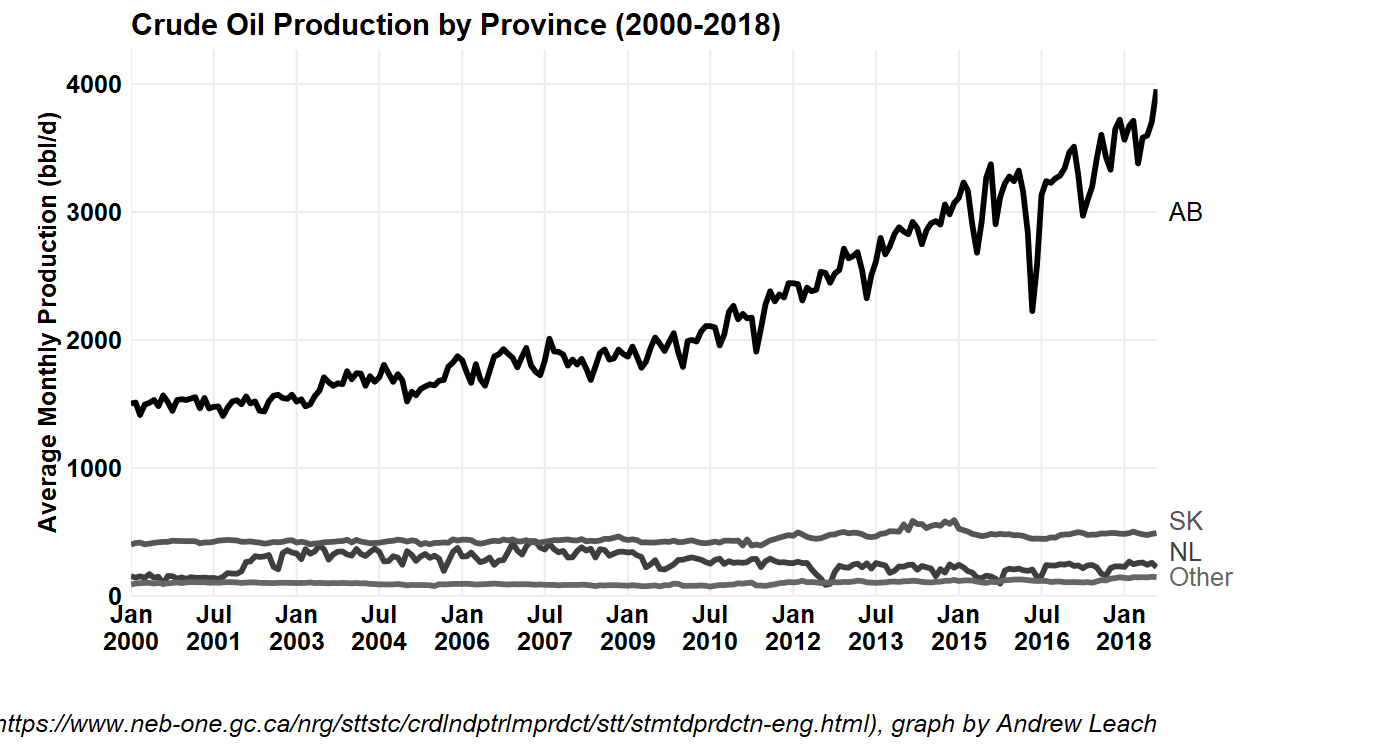 Crude Oil Production by Province (2000-2018)
Average Monthly Production (bbl/d)
4000
3000
2000
1000
0
AB
SK
NL
Other
Jan Jul Jan Jul Jan Jul Jan Jul Jan Jul Jan Jul Jan
2000 2001 2003 2004 2006 2007 2009 2010 2012 2013 2015 2016 2018
https://www.neb-one.gc.ca/nrg/sttstc/crdlndptrlmprdct/stt/stmtdprdctn-eng.html), graph by Andrew Leach